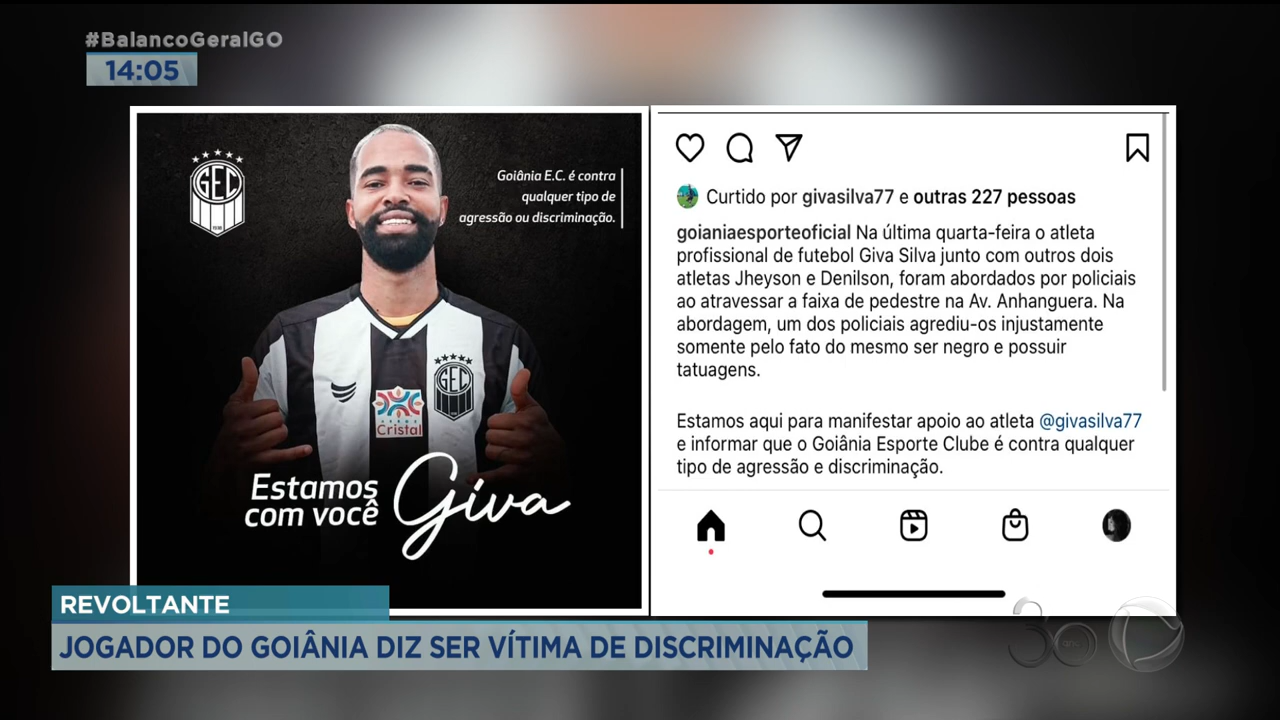 #BalancoGeralGO
14:05
GEC
1938
Goiânia E.C. é contra
qualquer tipo de
agressão ou discriminação.
GEC
Cristal
Estamos
com você
Giva
Curtido por givasilva77 e outras 227 pessoas
goianiaesporteoficial Na última quarta-feira o atleta
profissional de futebol Giva Silva junto com outros dois
atletas Jheyson e Denilson, foram abordados por policiais
ao atravessar a faixa de pedestre na Av. Anhanguera. Na
abordagem, um dos policiais agrediu-os injustamente
somente pelo fato do mesmo ser negro e possuir
tatuagens.
Estamos aqui para manifestar apoio ao atleta @givasilva77
e informar que o Goiânia Esporte Clube é contra qualquer
tipo de agressão e discriminação.
REVOLTANTE
JOGADOR DO GOIÂNIA DIZ SER VÍTIMA DE DISCRIMINAÇÃO
30